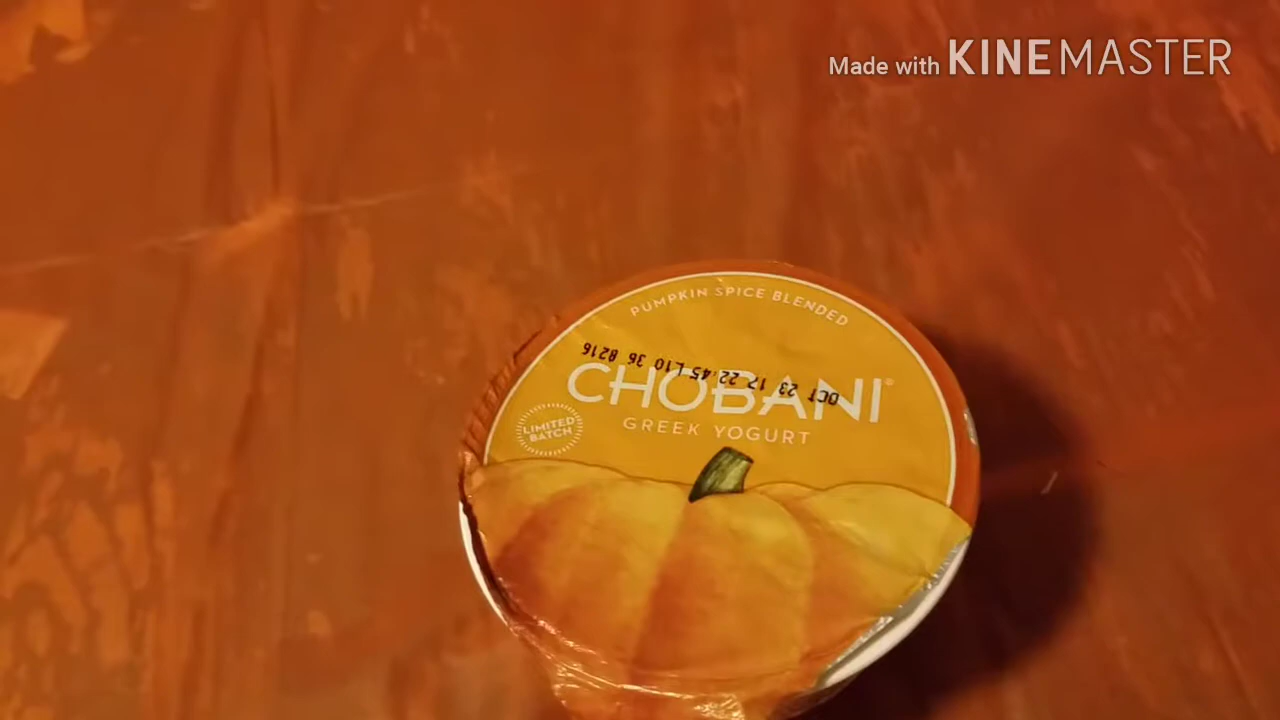 Made with KINEMASTER
PUMPKIN SPICE BLENDED
OCT 23 17 22.45 L10 36 8216
CHOBANI®
GREEK YOGURT
LIMITED
BATCH